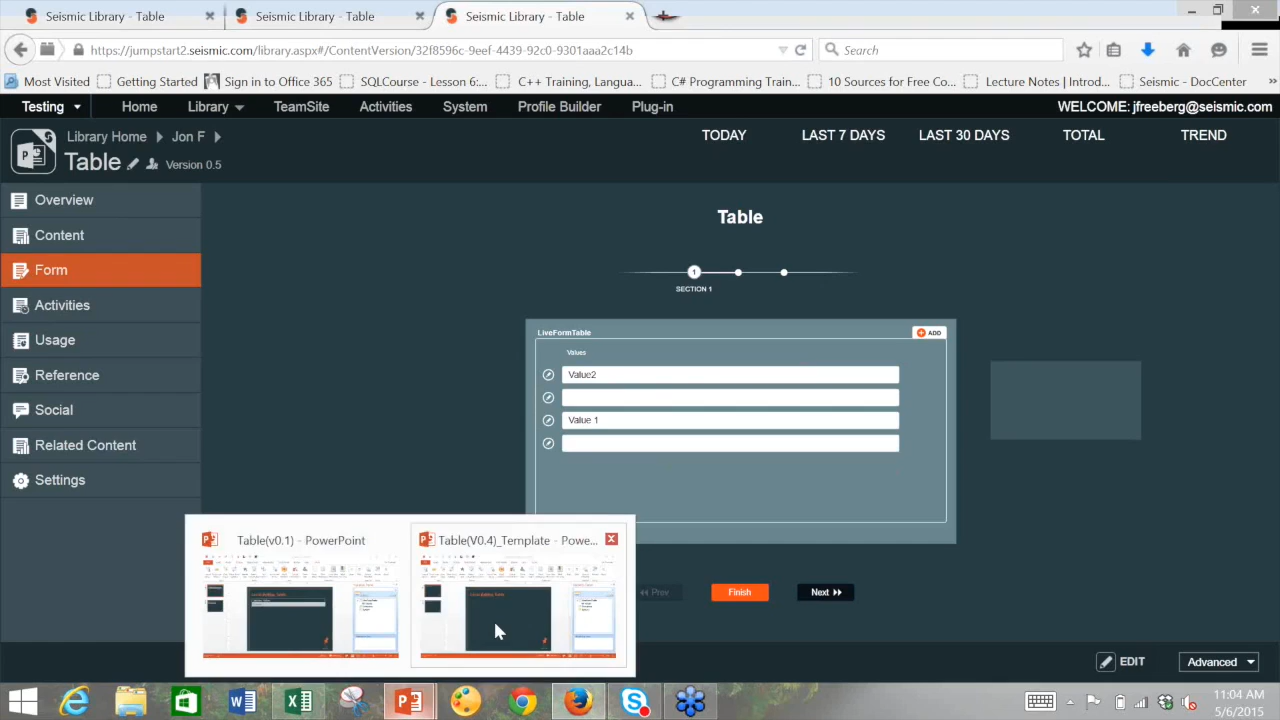 Seismic Library - Table
Seismic Library - Table
Seismic Library - Table
https://jumpstart2.seismic.com/library.aspx#/ContentVersion/32f8596c-9eef-4439-92c0-9301aaa2c14b
Search
Most Visited Getting Started Sign in to Office 365 SQLCourse - Lesson 6:... C++ Training, Langua... C# Programming Train... 10 Sources for Free Co... Lecture Notes | Introd... Seismic - DocCenter
Testing Home Library TeamSite Activities System Profile Builder Plug-in WELCOME: jfreeberg@seismic.com
Library Home Jon F
Table Version 0.5
TODAY LAST 7 DAYS LAST 30 DAYS TOTAL TREND
Overview
Content
Form
Activities
Usage
Reference
Social
Related Content
Settings
Table
1
SECTION 1
LiveFormTable
ADD
Values
Value2
Value 1
Table(v0.1) - PowerPoint
Table(V0.4)_Template - Powe...
Prev
Finish
Next
EDIT
Advanced
11:04 AM
5/6/2015